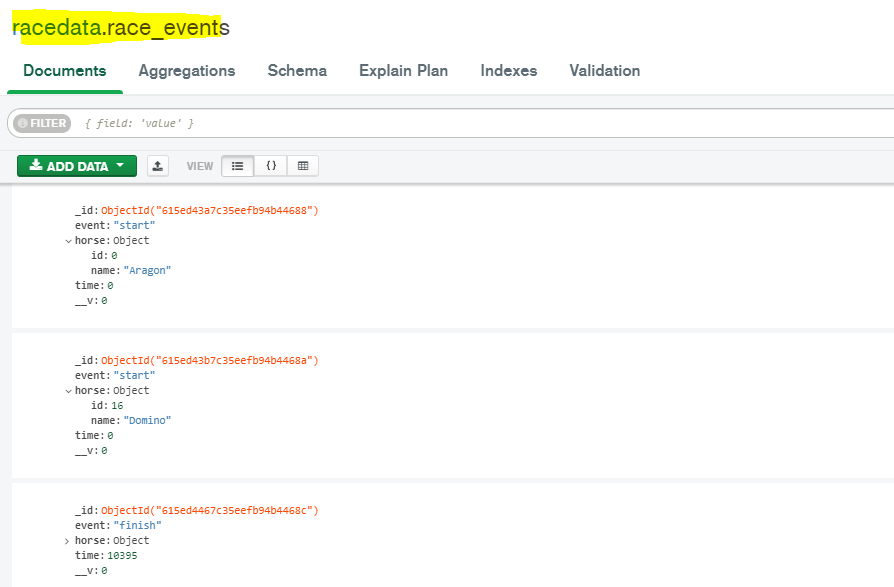 racedata.race_events
Documents Aggregations Schema Explain Plan Indexes Validation
FILTER { field: 'value' }
ADD DATA VIEW { }
_id: ObjectId("615ed43a7c35eefb94b44688")
event: "start"
horse: Object
id: 0
name: "Aragon"
time: 0
__v: 0
_id: ObjectId("615ed43b7c35eefb94b4468a")
event: "start"
horse: Object
id: 16
name: "Domino"
time: 0
__v: 0
_id: ObjectId("615ed4467c35eefb94b4468c")
event: "finish"
horse: Object
time: 10395
__v: 0